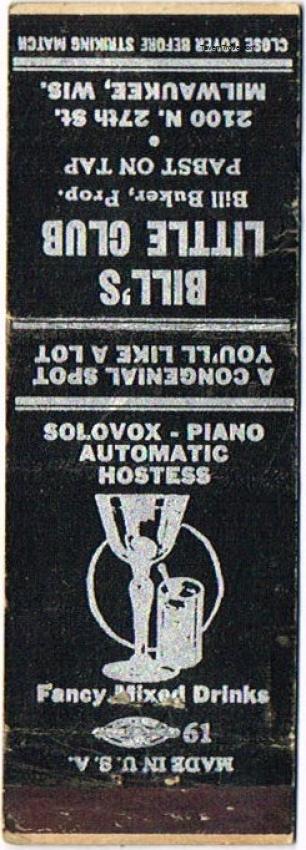 CLOSE COVER BEFORE STRIKING MATCH
BILL'S
LITTLE CLUB
Bill Buker, Prop.
PABST ON TAP
•
2100 N. 27th St.
MILWAUKEE, WIS.
A CONGENIAL SPOT
YOU'LL LIKE A LOT
SOLOVOX - PIANO
AUTOMATIC
HOSTESS
Fancy Mixed Drinks
61
MADE IN U.S.A.